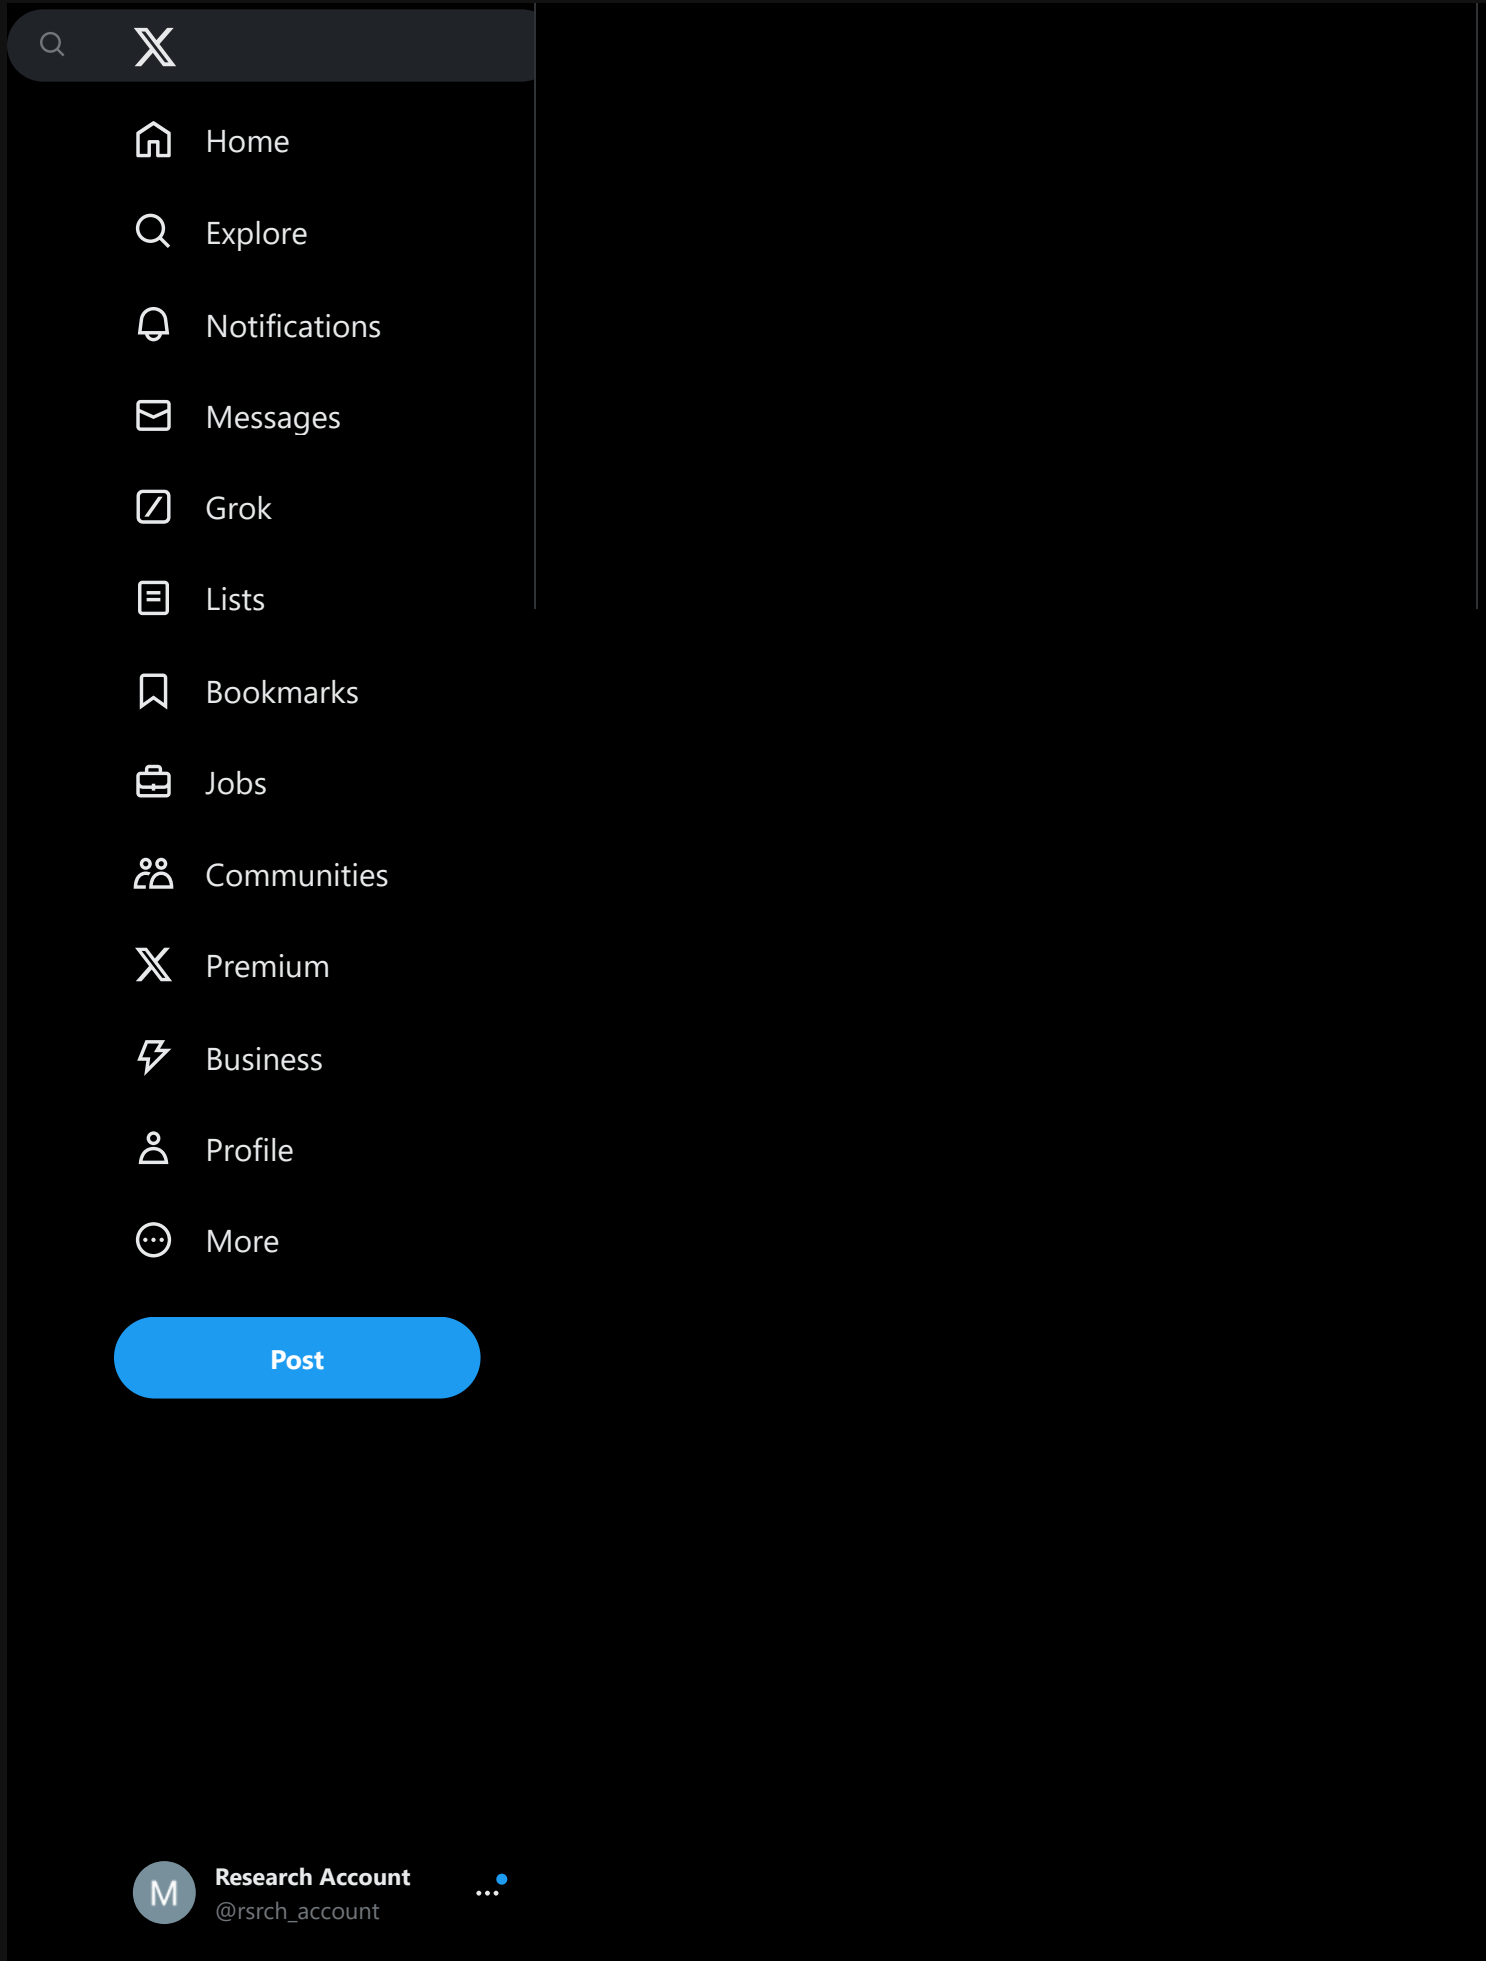 Home
Explore
Notifications
Messages
Grok
Lists
Bookmarks
Jobs
Communities
Premium
Business
Profile
More
Post
M
Research Account
@rsrch_account